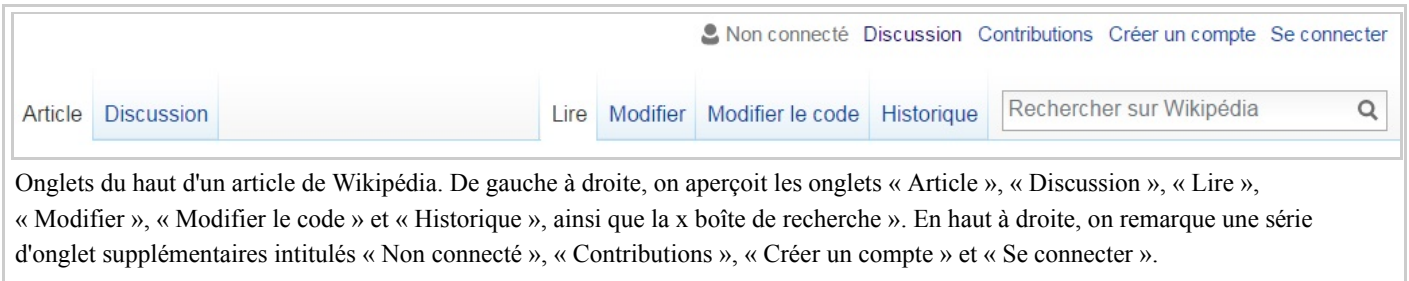 Non connecté Discussion Contributions Créer un compte Se connecter
Article Discussion Lire Modifier Modifier le code Historique Rechercher sur Wikipédia
Onglets du haut d'un article de Wikipédia. De gauche à droite, on aperçoit les onglets « Article », « Discussion », « Lire »,
« Modifier », « Modifier le code » et « Historique », ainsi que la x boîte de recherche ». En haut à droite, on remarque une série
d'onglet supplémentaires intitulés « Non connecté », « Contributions », « Créer un compte » et « Se connecter ».